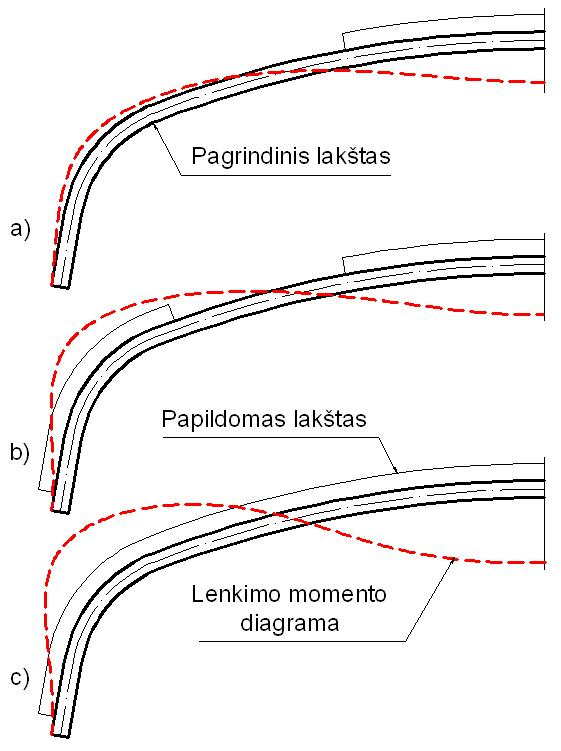 Pagrindinis lakštas
a)
Papildomas lakštas
b)
Lenkimo momento
diagrama
c)